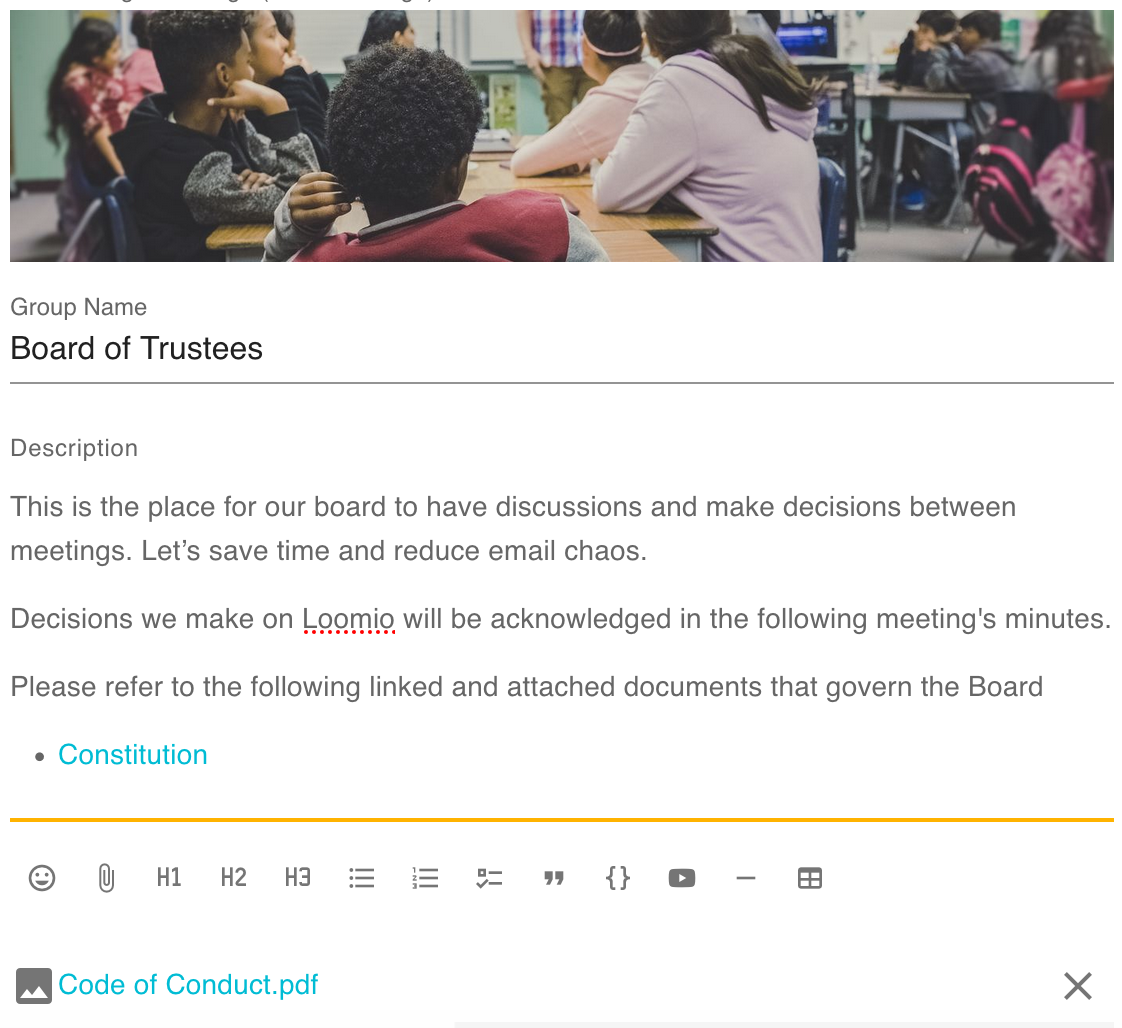 Group Name
Board of Trustees
Description
This is the place for our board to have discussions and make decisions between
meetings. Let’s save time and reduce email chaos.
Decisions we make on Loomio will be acknowledged in the following meeting's minutes.
Please refer to the following linked and attached documents that govern the Board
• Constitution
H1 H2 H3
Code of Conduct.pdf